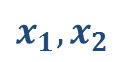 x₁, x₂